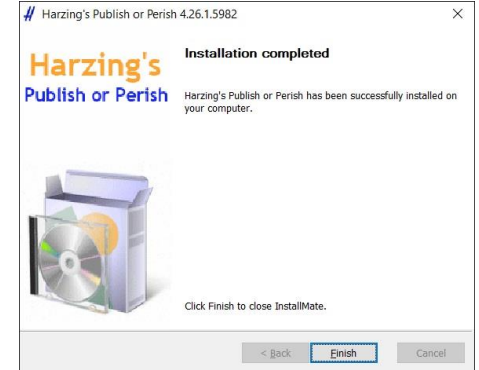 Harzing's Publish or Perish 4.26.1.5982
Harzing's
Publish or Perish
Installation completed
Harzing's Publish or Perish has been successfully installed on
your computer.
Click Finish to close InstallMate.
< Back
Finish
Cancel